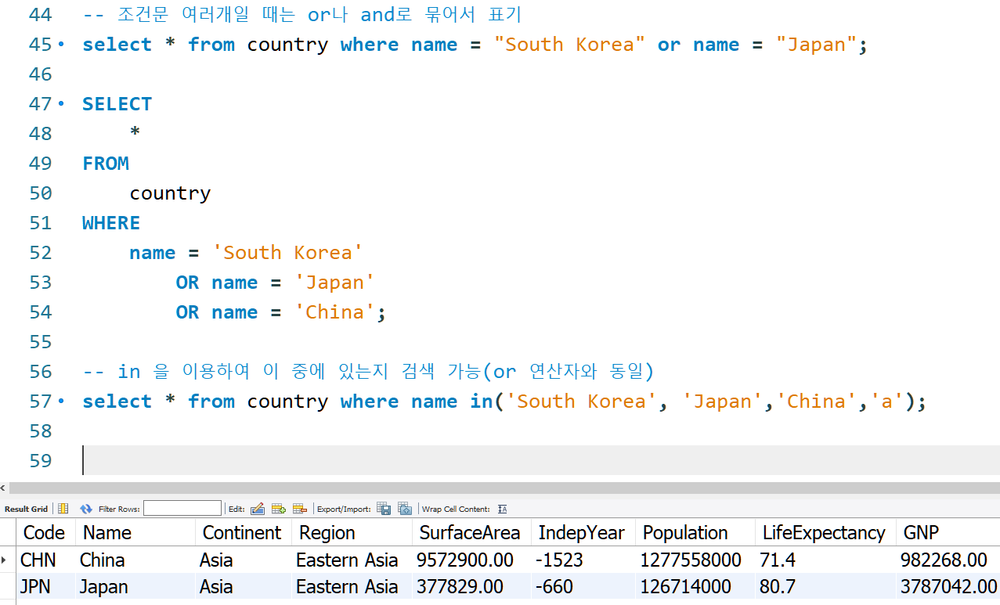 44 -- 조건문 여러개일 때는 or나 and로 묶어서 표기
45 select * from country where name = "South Korea" or name = "Japan";
46
47 SELECT
48 *
49 FROM
50 country
51 WHERE
52 name = 'South Korea'
53 OR name = 'Japan'
54 OR name = 'China';
55
56 -- in 을 이용하여 이 중에 있는지 검색 가능(or 연산자와 동일)
57 select * from country where name in('South Korea', 'Japan','China','a');
58
59
Result Grid Filter Rows: Edit: Export/Import: Wrap Cell Content:
Code Name Continent Region SurfaceArea IndepYear Population LifeExpectancy GNP
CHN China Asia Eastern Asia 9572900.00 -1523 1277558000 71.4 982268.00
JPN Japan Asia Eastern Asia 377829.00 -660 126714000 80.7 3787042.00